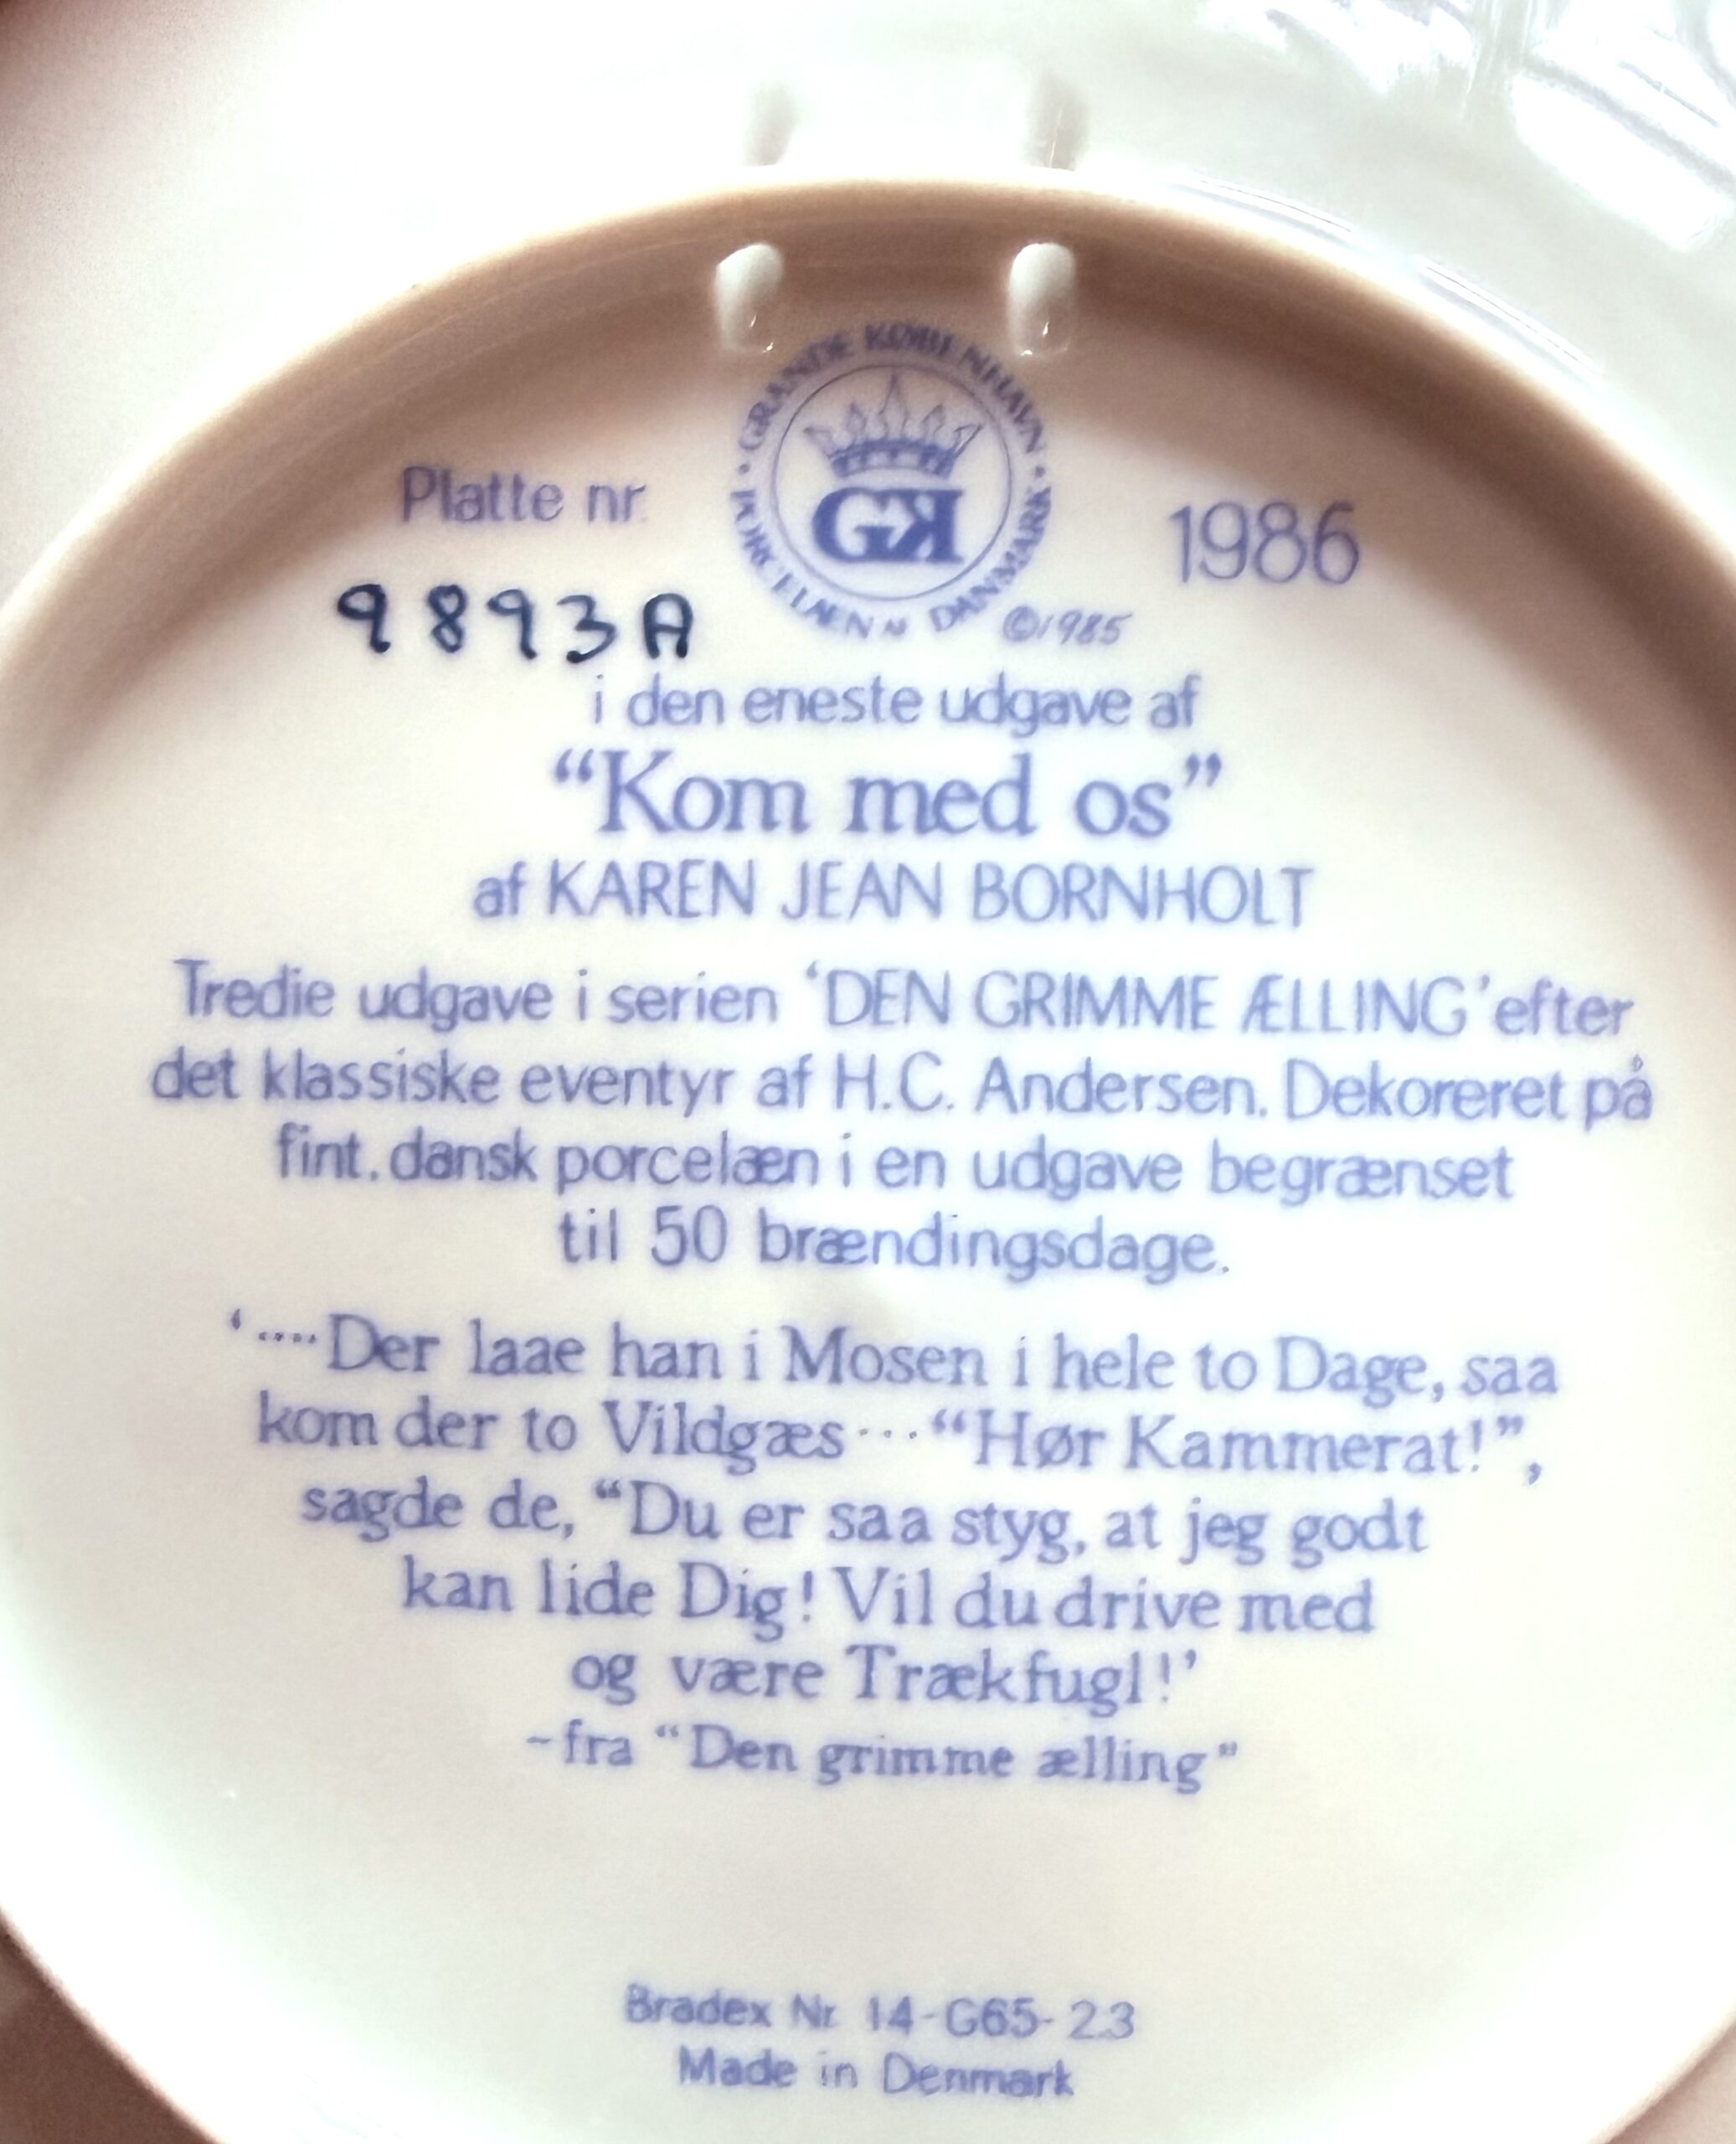 GRANDE KØBENHAVN • DANMARK • PORCELÆN
GK
Platte nr.
1986
9893A
©1985
i den eneste udgave af
“Kom med os”
af KAREN JEAN BORNHOLT
Tredie udgave i serien ‘DEN GRIMME ÆLLING’ efter
det klassiske eventyr af H.C. Andersen. Dekoreret på
fint. dansk porcelæn i en udgave begrænset
til 50 brændingsdage.
‘....Der laae han i Mosen i hele to Dage, saa
kom der to Vildgæs...“Hør Kammerat!”,
sagde de, “Du er saa styg, at jeg godt
kan lide Dig! Vil du drive med
og være Trækfugl!’
~fra “Den grimme ælling”
Bradex Nr. 14-G65-2.3
Made in Denmark